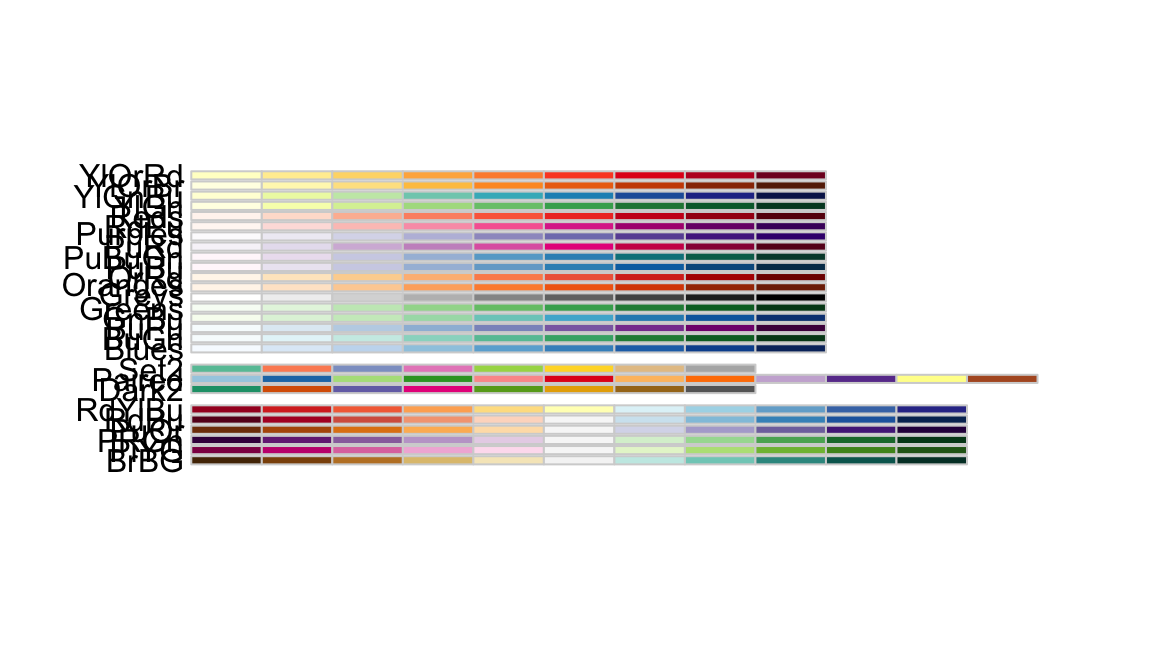 YlOrRd
YlOrBr
YlGnBu
YlGn
Reds
RdPu
Purples
PuRd
PuBuGn
PuBu
OrRd
Oranges
Greys
Greens
GnBu
BuPu
BuGn
Blues
Set2
Paired
Dark2
RdYlBu
RdBu
PuOr
PRGn
PiYG
BrBG